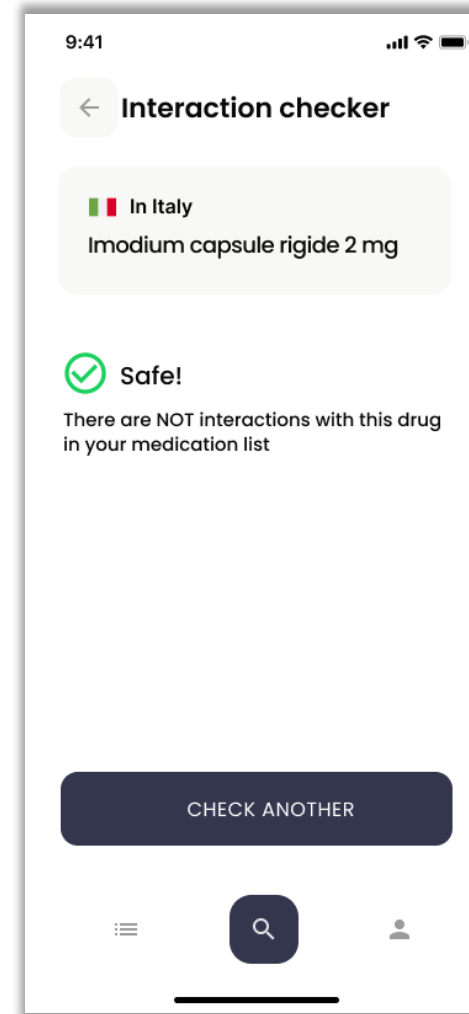 9:41
Interaction checker
In Italy
Imodium capsule rigide 2 mg
Safe!
There are NOT interactions with this drug
in your medication list
CHECK ANOTHER